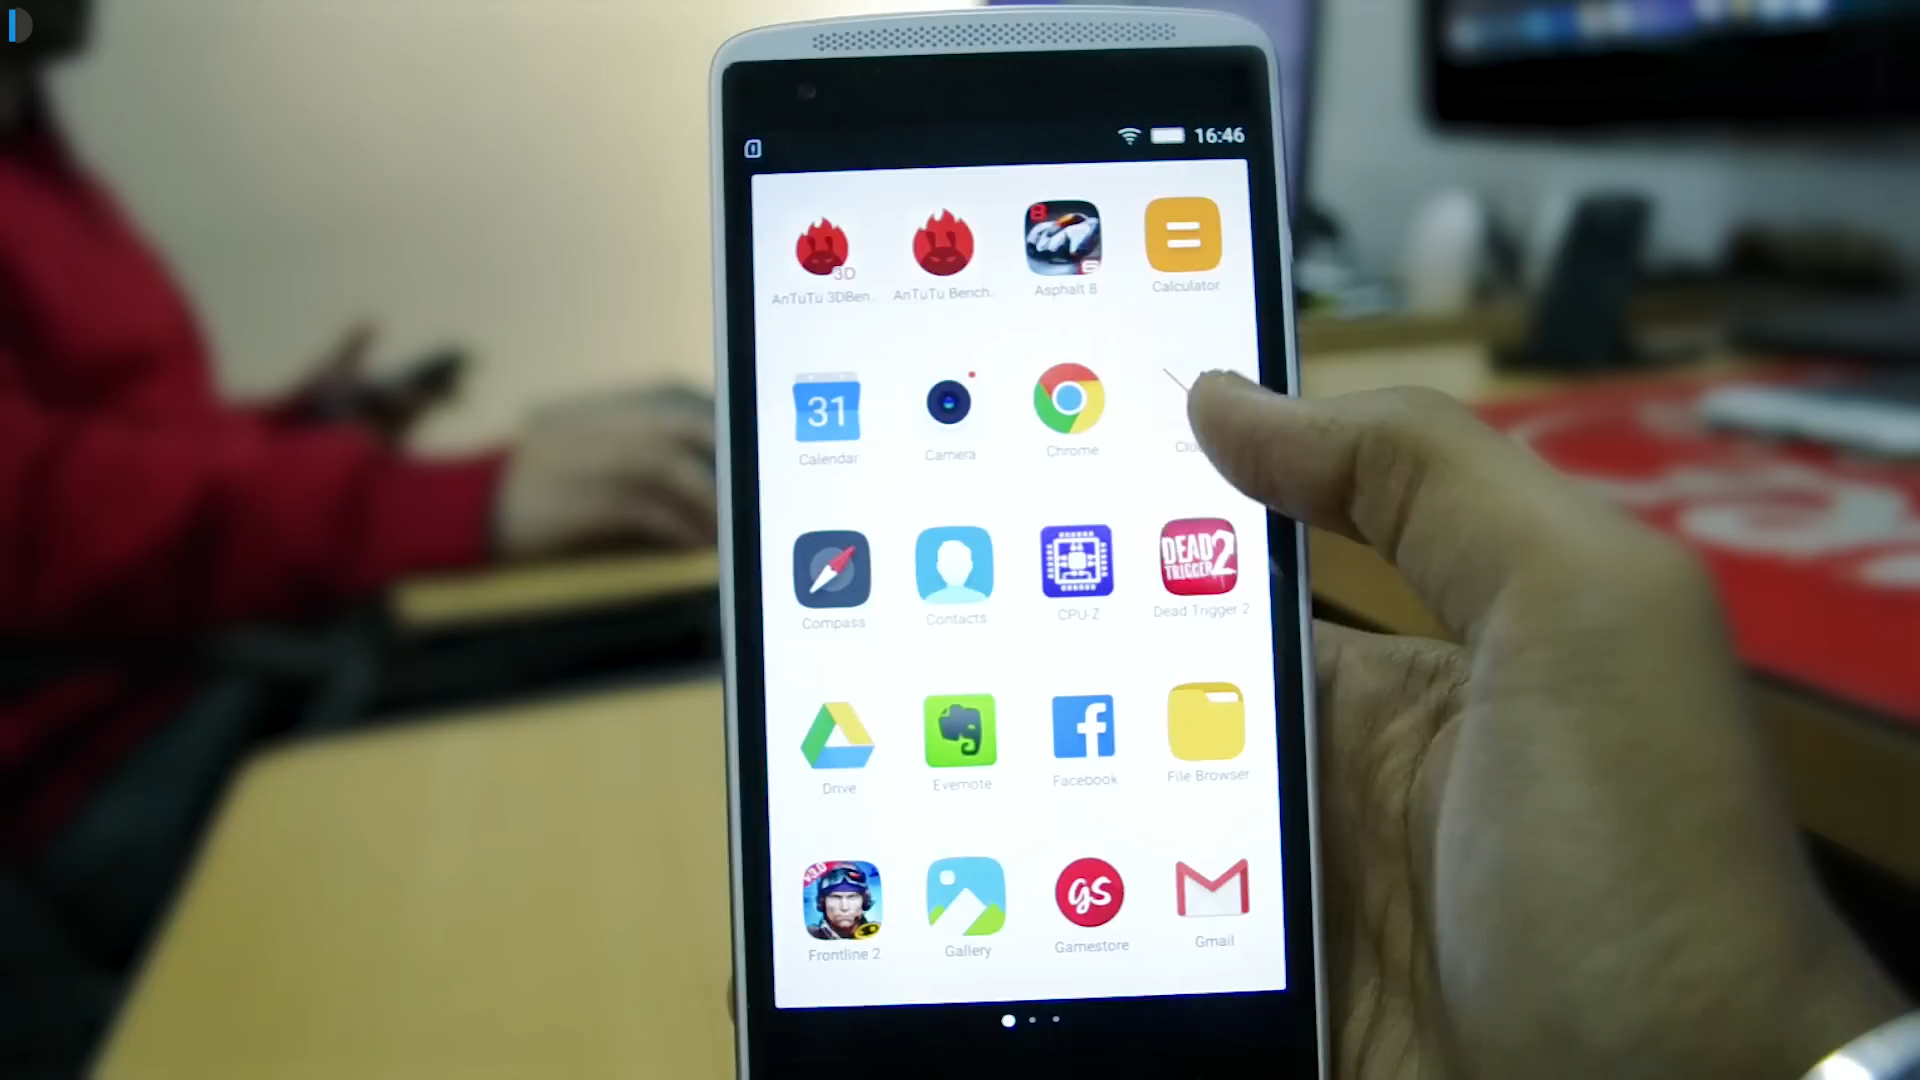 16:46
3D
AnTuTu 3DBen..
AnTuTu Bench..
8
Asphalt 8
Calculator
31
Calendar
Camera
Chrome
Compass
Contacts
CPU-Z
DEAD
TRIGGER 2
Dead Trigger 2
Drive
Evernote
f
Facebook
File Browser
Frontline 2
Gallery
gs
Gamestore
Gmail